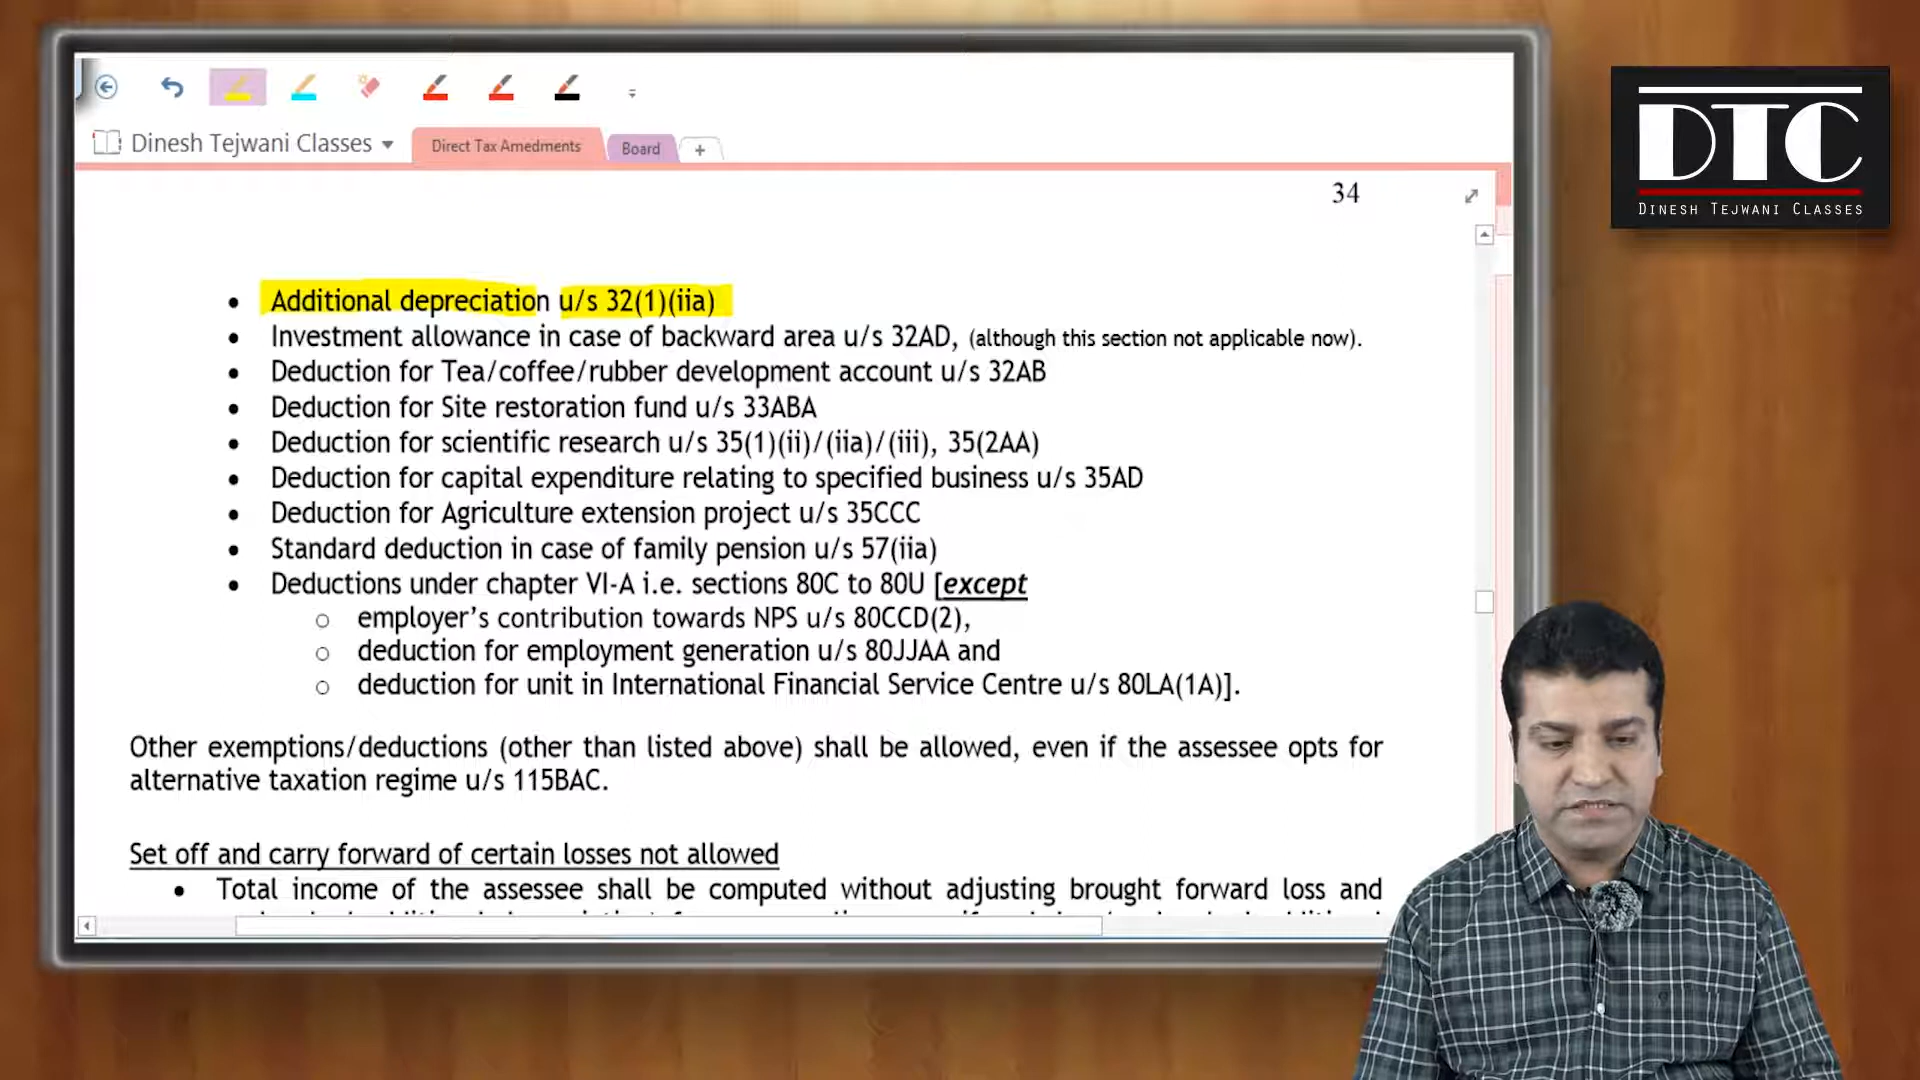 DTC
DINESH TEJWANI CLASSES
Dinesh Tejwani Classes
Direct Tax Amedments
Board
+
34
• Additional depreciation u/s 32(1)(iia)
• Investment allowance in case of backward area u/s 32AD, (although this section not applicable now).
• Deduction for Tea/coffee/rubber development account u/s 32AB
• Deduction for Site restoration fund u/s 33ABA
• Deduction for scientific research u/s 35(1)(ii)/(iia)/(iii), 35(2AA)
• Deduction for capital expenditure relating to specified business u/s 35AD
• Deduction for Agriculture extension project u/s 35CCC
• Standard deduction in case of family pension u/s 57(iia)
• Deductions under chapter VI-A i.e. sections 80C to 80U [except
o employer’s contribution towards NPS u/s 80CCD(2),
o deduction for employment generation u/s 80JJAA and
o deduction for unit in International Financial Service Centre u/s 80LA(1A)].
Other exemptions/deductions (other than listed above) shall be allowed, even if the assessee opts for
alternative taxation regime u/s 115BAC.
Set off and carry forward of certain losses not allowed
• Total income of the assessee shall be computed without adjusting brought forward loss and